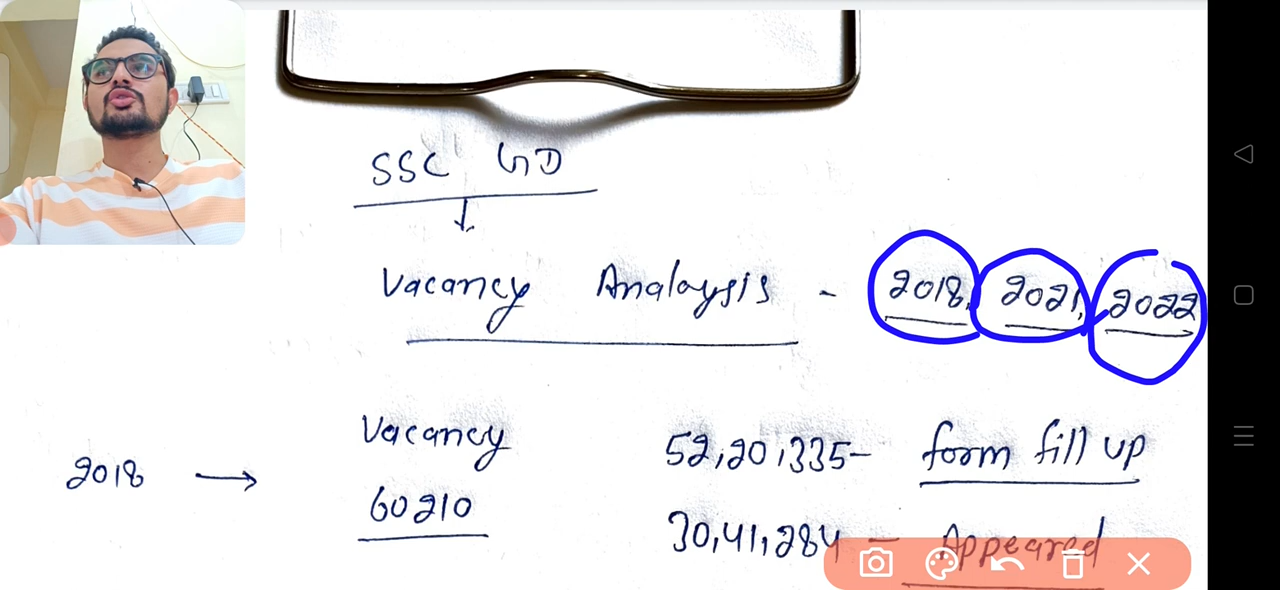 SSC GD
Vacancy Analaysis - 2018, 2021, 2022
2018 → Vacancy 52,20,335- form fill up
60210 30,41,284 - Appeared